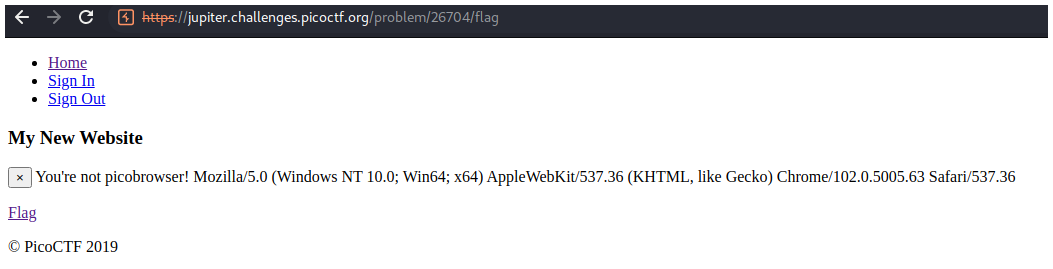 https://jupiter.challenges.picoctf.org/problem/26704/flag
Home
Sign In
Sign Out
My New Website
× You're not picobrowser! Mozilla/5.0 (Windows NT 10.0; Win64; x64) AppleWebKit/537.36 (KHTML, like Gecko) Chrome/102.0.5005.63 Safari/537.36
Flag
© PicoCTF 2019